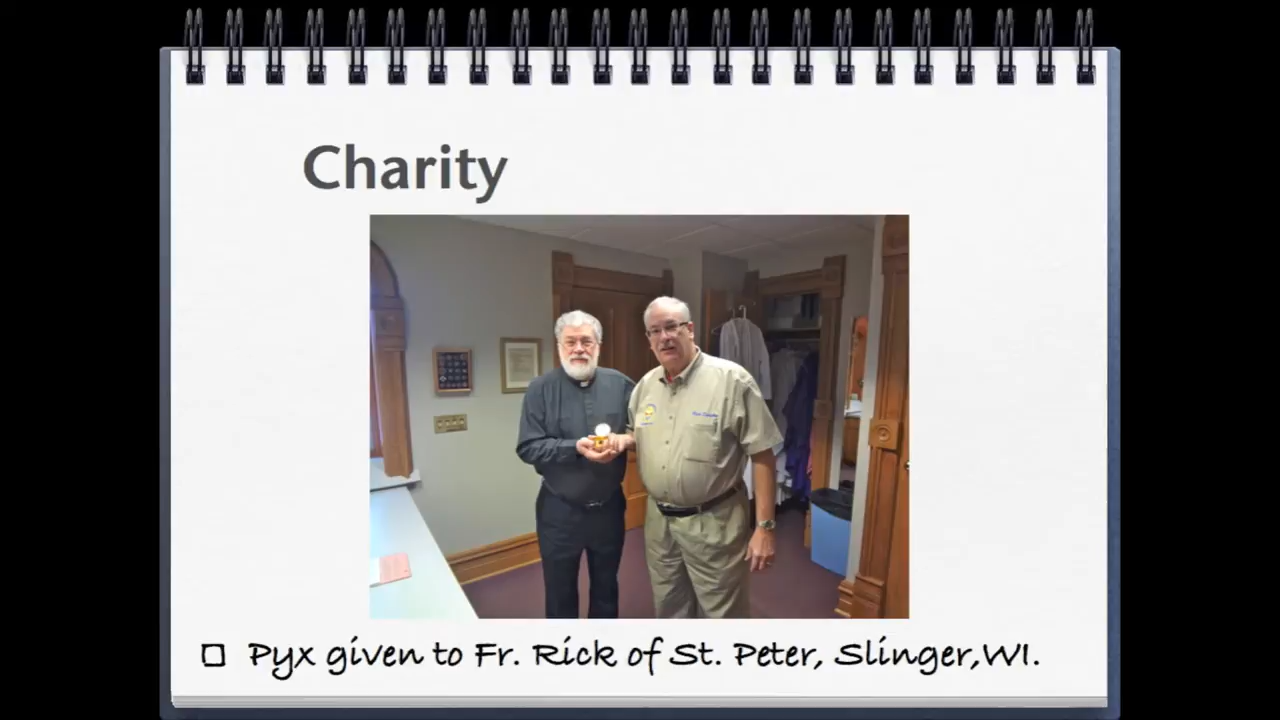 Charity
Pyx given to Fr. Rick of St. Peter, Slinger,WI.